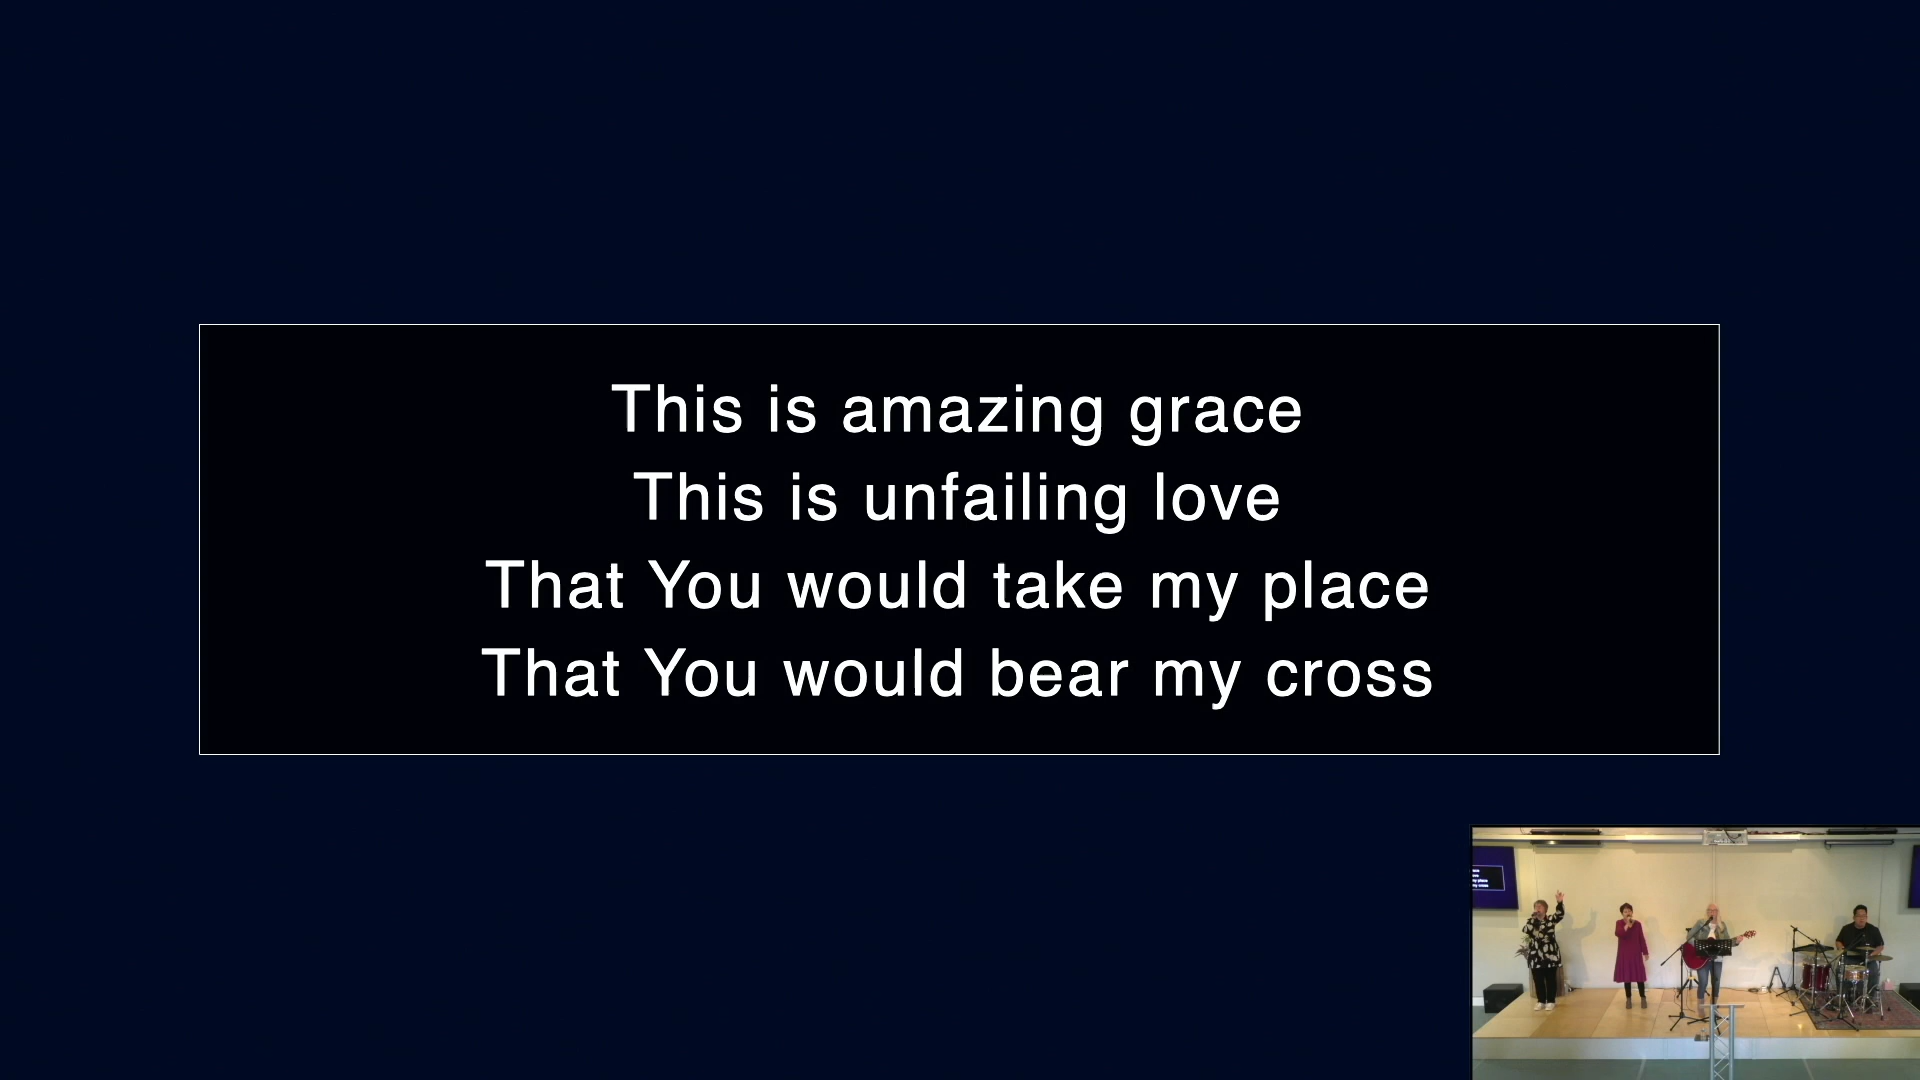 This is amazing grace
This is unfailing love
That You would take my place
That You would bear my cross